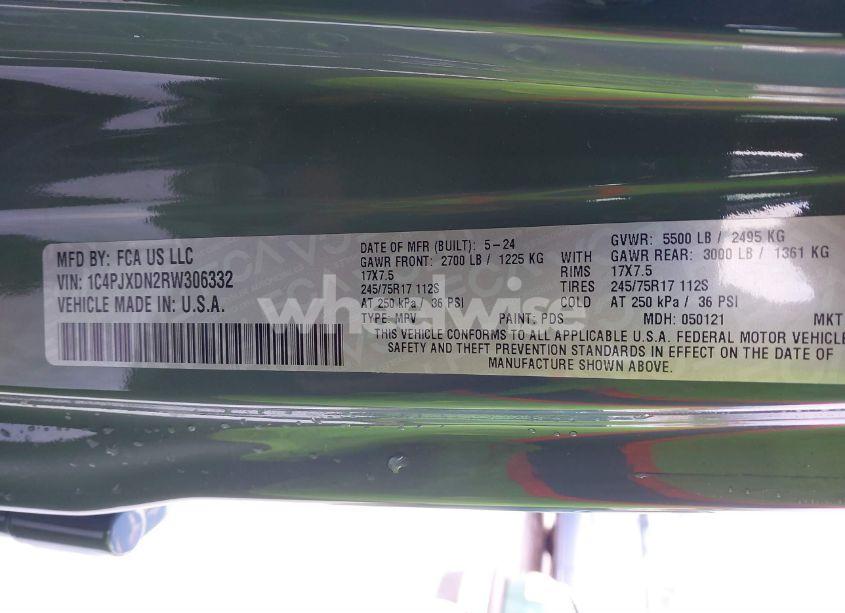 MFD BY: FCA US LLC
VIN: 1C4PJXDN2RW306332
VEHICLE MADE IN: U.S.A.
DATE OF MFR (BUILT): 5-24 GVWR: 5500 LB / 2495 KG
GAWR FRONT: 2700 LB / 1225 KG WITH GAWR REAR: 3000 LB / 1361 KG
17X7.5 RIMS 17X7.5
245/75R17 112S TIRES 245/75R17 112S
AT 250 kPa / 36 PSI COLD AT 250 kPa / 36 PSI
TYPE: MPV PAINT: PDS MDH: 050121 MKT
THIS VEHICLE CONFORMS TO ALL APPLICABLE U.S.A. FEDERAL MOTOR VEHICLE
SAFETY AND THEFT PREVENTION STANDARDS IN EFFECT ON THE DATE OF
MANUFACTURE SHOWN ABOVE.
wheelwise